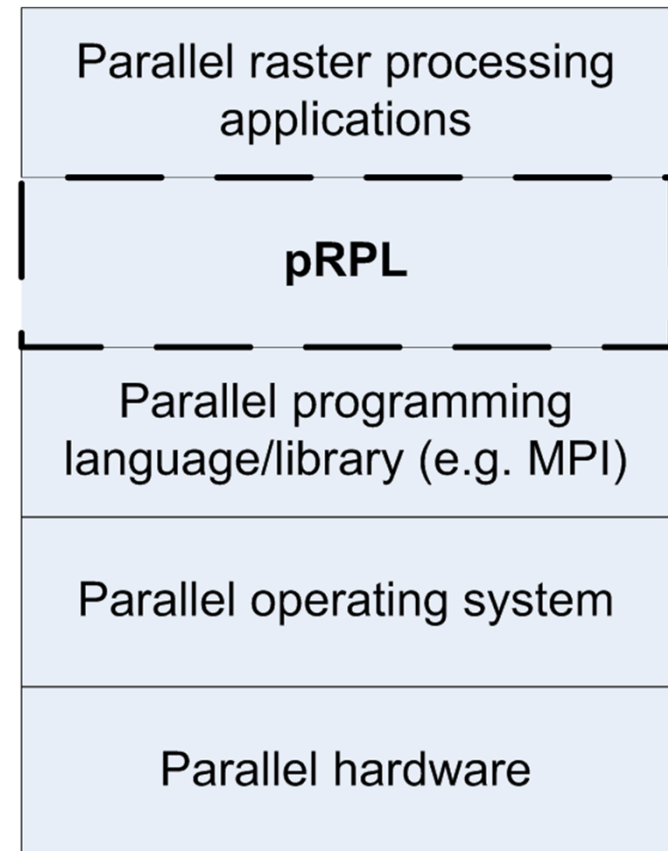 Parallel raster processing
applications
pRPL
Parallel programming
language/library (e.g. MPI)
Parallel operating system
Parallel hardware